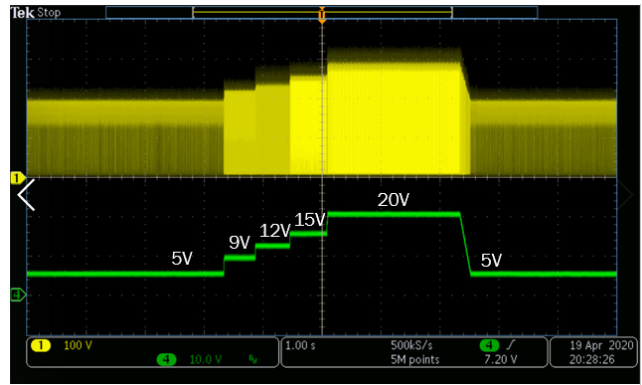 Tek Stop
T
1
20V
15V
12V
9V
5V
5V
4
1 100 V
4 10.0 V
1.00 s
500kS/s
5M points
4
7.20 V
19 Apr 2020
20:28:26